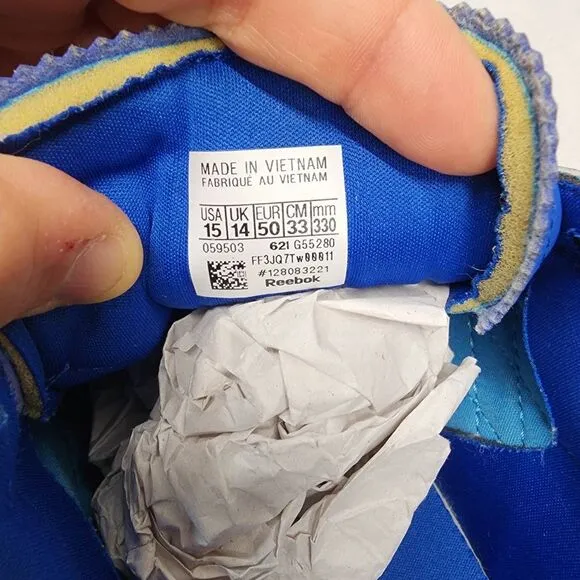 MADE IN VIETNAM
FABRIQUÉ AU VIETNAM
USA UK EUR CM mm
15 14 50 33 330
059503 621 G55280
FF3JQ7Tw00011
#128083221
Reebok